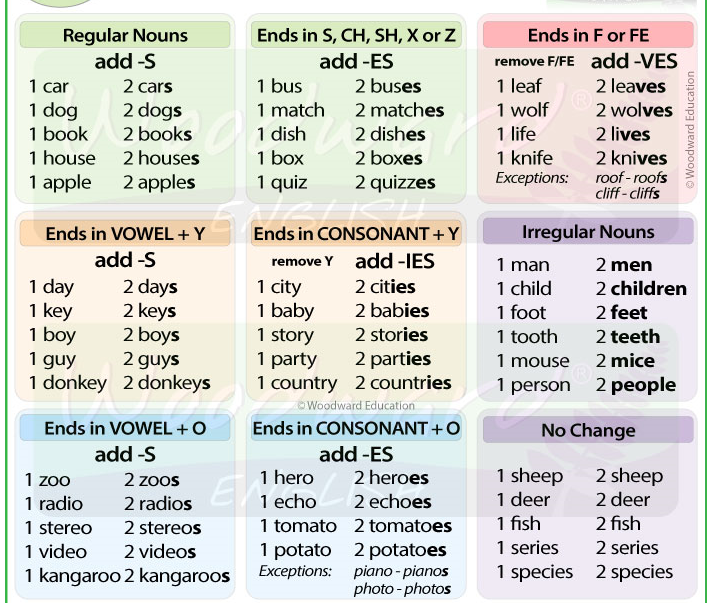 Regular Nouns
add -S
1 car 2 cars
1 dog 2 dogs
1 book 2 books
1 house 2 houses
1 apple 2 apples
Ends in S, CH, SH, X or Z
add -ES
1 bus 2 buses
1 match 2 matches
1 dish 2 dishes
1 box 2 boxes
1 quiz 2 quizzes
Ends in F or FE
remove F/FE add -VES
1 leaf 2 leaves
1 wolf 2 wolves
1 life 2 lives
1 knife 2 knives
Exceptions: roof - roofs
cliff - cliffs
© Woodward Education
Ends in VOWEL + Y
add -S
1 day 2 days
1 key 2 keys
1 boy 2 boys
1 guy 2 guys
1 donkey 2 donkeys
Ends in CONSONANT + Y
remove Y add -IES
1 city 2 cities
1 baby 2 babies
1 story 2 stories
1 party 2 parties
1 country 2 countries
© Woodward Education
Irregular Nouns
1 man 2 men
1 child 2 children
1 foot 2 feet
1 tooth 2 teeth
1 mouse 2 mice
1 person 2 people
Ends in VOWEL + O
add -S
1 zoo 2 zoos
1 radio 2 radios
1 stereo 2 stereos
1 video 2 videos
1 kangaroo 2 kangaroos
Ends in CONSONANT + O
add -ES
1 hero 2 heroes
1 echo 2 echoes
1 tomato 2 tomatoes
1 potato 2 potatoes
Exceptions: piano - pianos
photo - photos
No Change
1 sheep 2 sheep
1 deer 2 deer
1 fish 2 fish
1 series 2 series
1 species 2 species
Woodward ®
ENGLISH
Woodward ®
ENGLISH